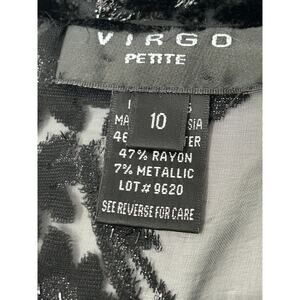 VIRGO
PETITE
10
47% RAYON
7% METALLIC
LOT# 9620
SEE REVERSE FOR CARE